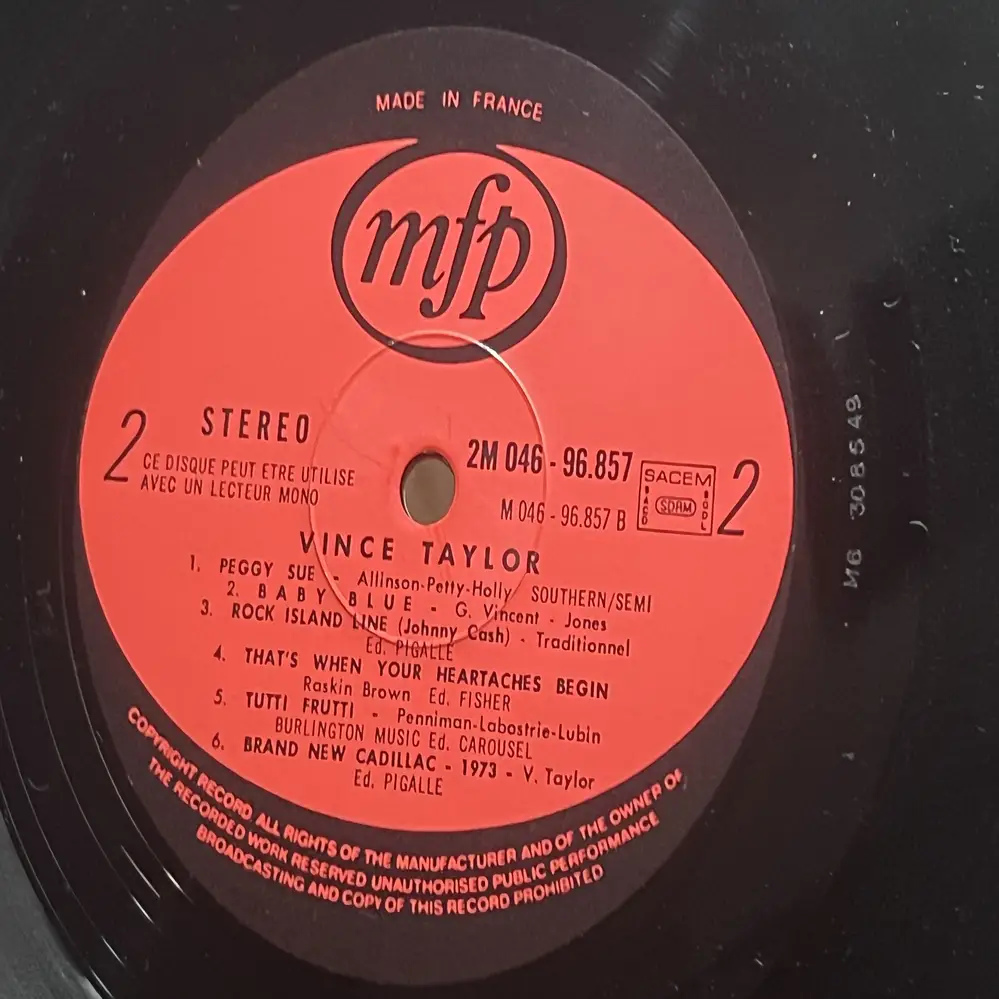 MADE IN FRANCE
mfp
2 STEREO
CE DISQUE PEUT ETRE UTILISE
AVEC UN LECTEUR MONO
2M 046 - 96.857
M 046 - 96.857 B
SACEM
SACD
SDRM
SGDL
2
VINCE TAYLOR
1. PEGGY SUE - Allinson-Petty-Holly SOUTHERN/SEMI
2. BABY BLUE - G. Vincent - Jones
3. ROCK ISLAND LINE (Johnny Cash) - Traditionnel
Ed. PIGALLE
4. THAT'S WHEN YOUR HEARTACHES BEGIN
Raskin Brown Ed. FISHER
5. TUTTI FRUTTI - Penniman-Labostrie-Lubin
BURLINGTON MUSIC Ed. CAROUSEL
6. BRAND NEW CADILLAC - 1973 - V. Taylor
Ed. PIGALLE
COPYRIGHT RECORD ALL RIGHTS OF THE MANUFACTURER AND OF THE OWNER OF
THE RECORDED WORK RESERVED UNAUTHORISED PUBLIC PERFORMANCE
BROADCASTING AND COPY OF THIS RECORD PROHIBITED
M6 308549